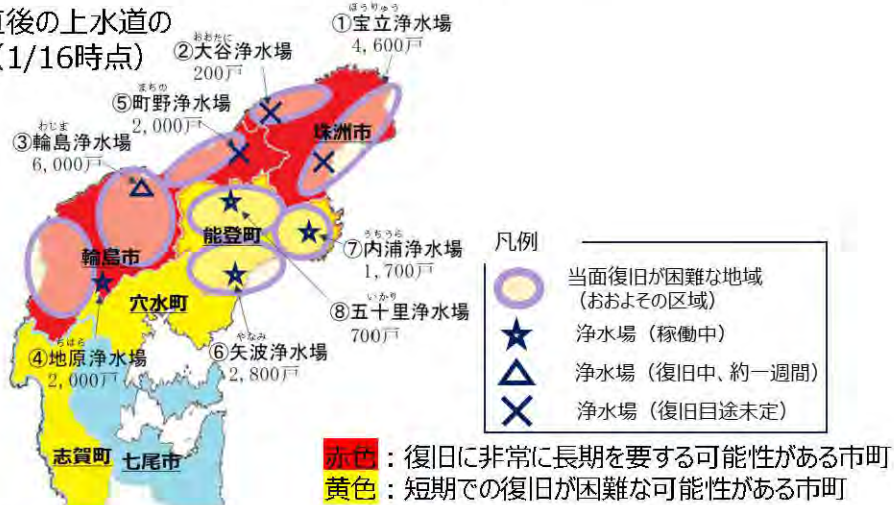 直後の上水道の
(1/16時点)
ほうりゅう
①宝立浄水場
4,600戸
おおたに
②大谷浄水場
200戸
まちの
⑤町野浄水場
2,000戸
わじま
③輪島浄水場
6,000戸
珠洲市
能登町
輪島市
穴水町
うちうら
⑦内浦浄水場
1,700戸
いかり
⑧五十里浄水場
700戸
ちはら
④地原浄水場
2,000戸
やなみ
⑥矢波浄水場
2,800戸
志賀町
七尾市
凡例
当面復旧が困難な地域
(おおよその区域)
浄水場(稼働中)
浄水場(復旧中、約一週間)
浄水場(復旧目途未定)
赤色:復旧に非常に長期を要する可能性がある市町
黄色:短期での復旧が困難な可能性がある市町